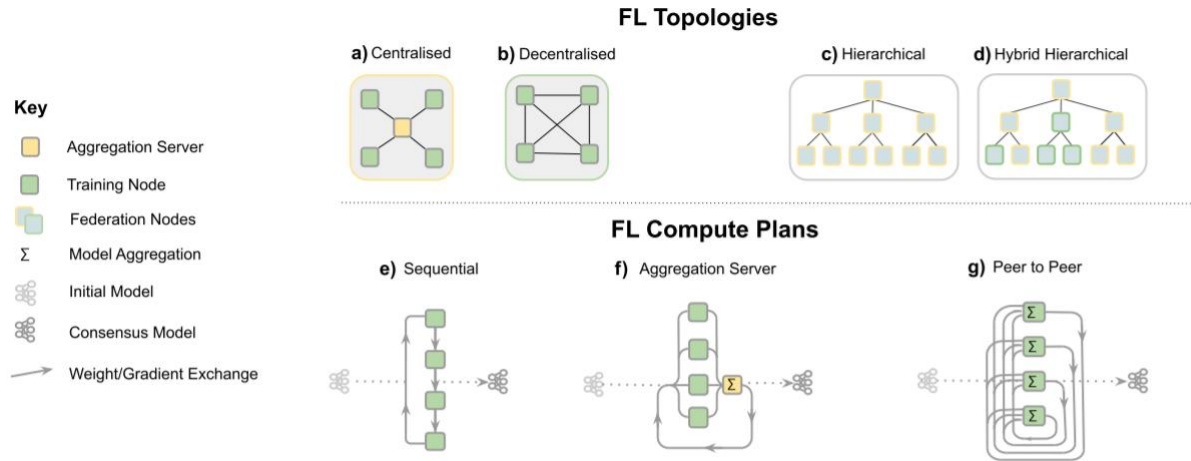 FL Topologies
a) Centralised
b) Decentralised
c) Hierarchical
d) Hybrid Hierarchical
Key
Aggregation Server
Training Node
Federation Nodes
Σ Model Aggregation
Initial Model
Consensus Model
Weight/Gradient Exchange
FL Compute Plans
e) Sequential
f) Aggregation Server
Σ
g) Peer to Peer
Σ
Σ
Σ
Σ